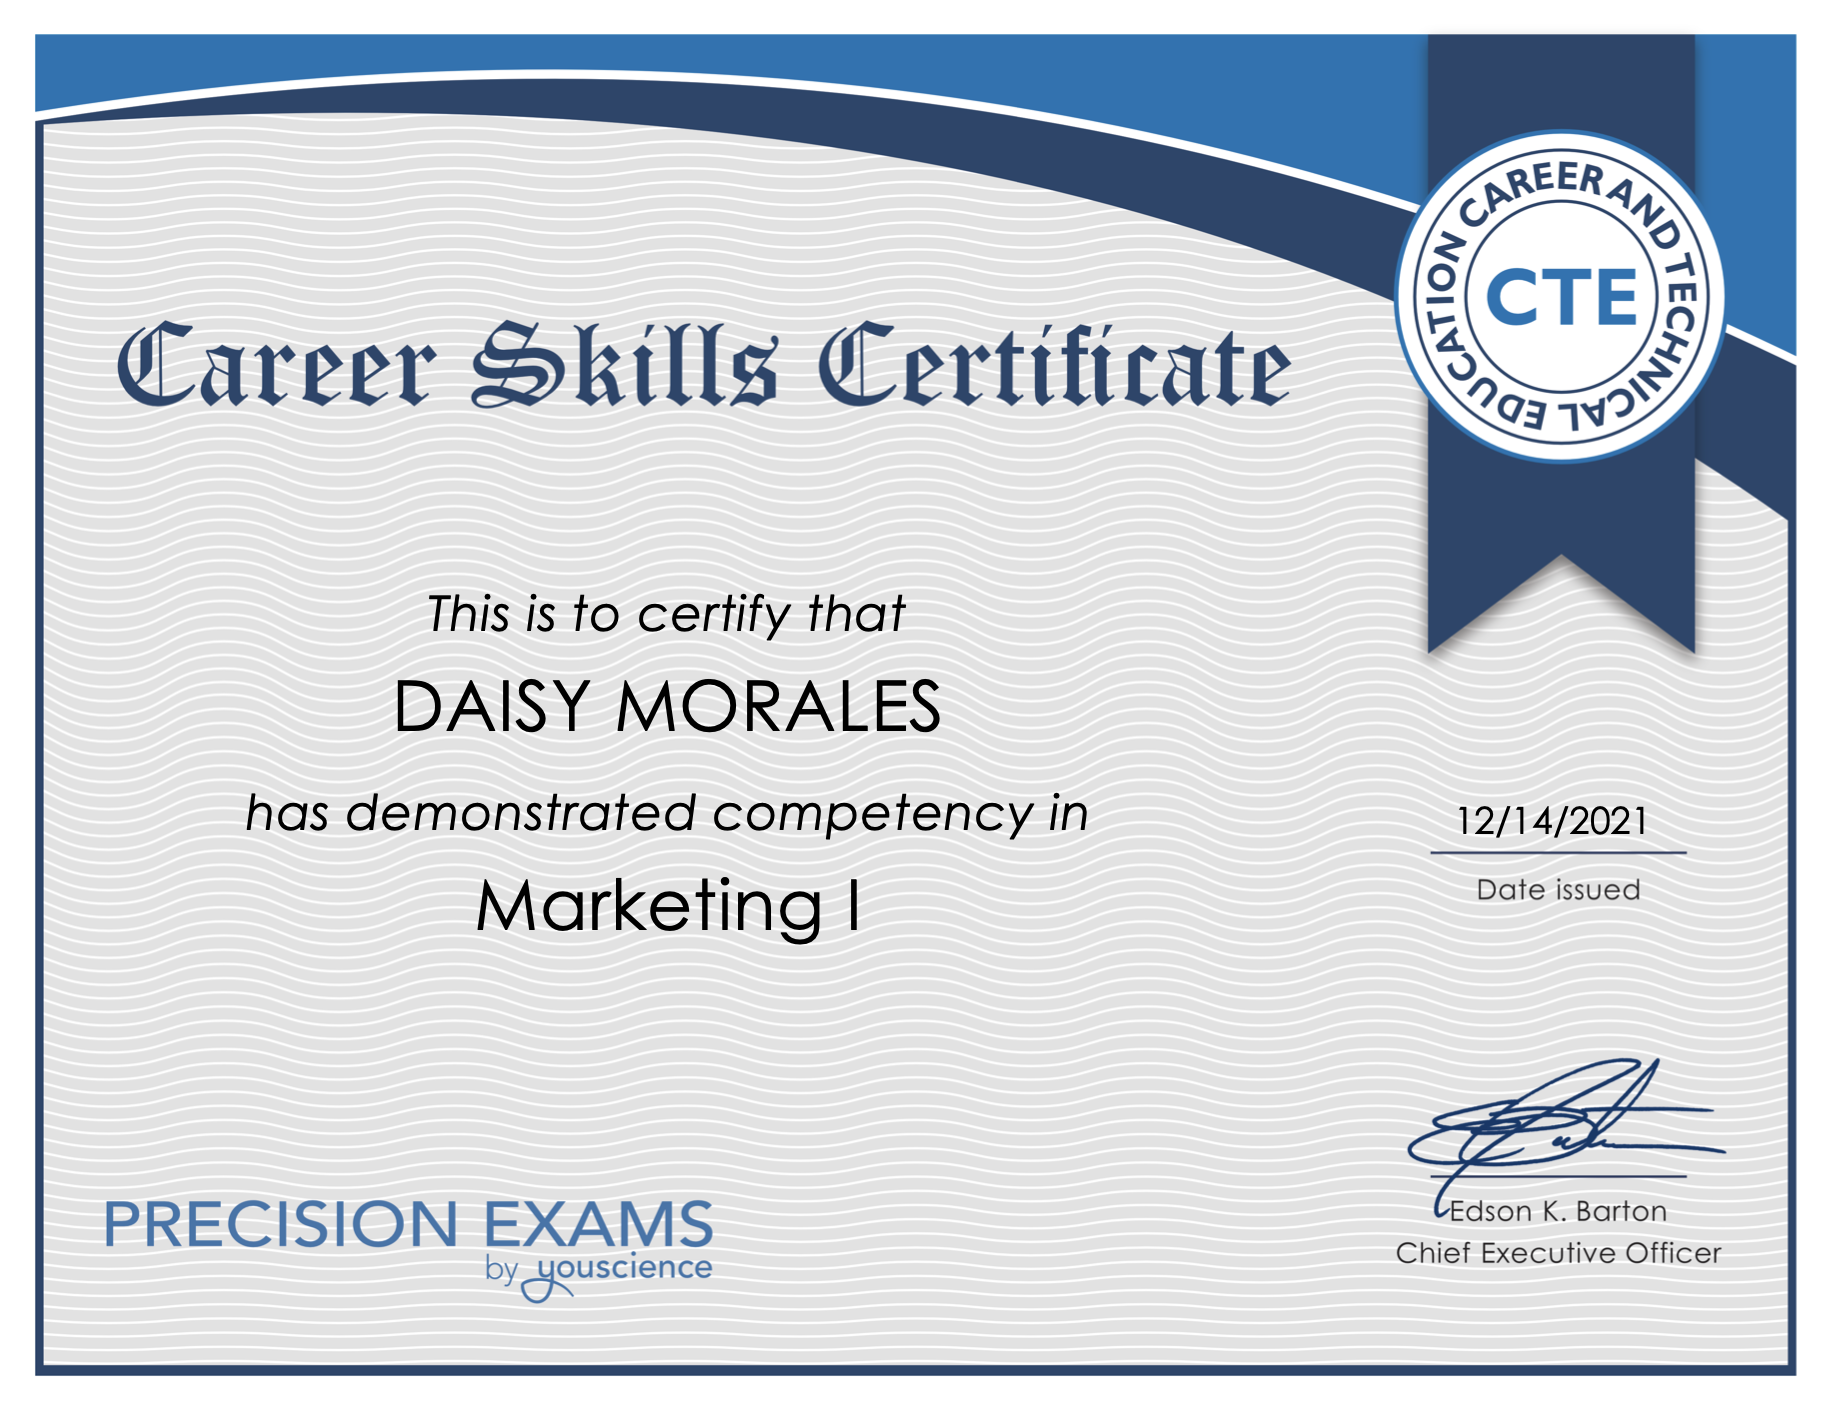 CAREER AND TECHNICAL EDUCATION
CTE
Career Skills Certificate
This is to certify that
DAISY MORALES
has demonstrated competency in
Marketing I
12/14/2021
Date issued
Edson K. Barton
Chief Executive Officer
PRECISION EXAMS
by youscience